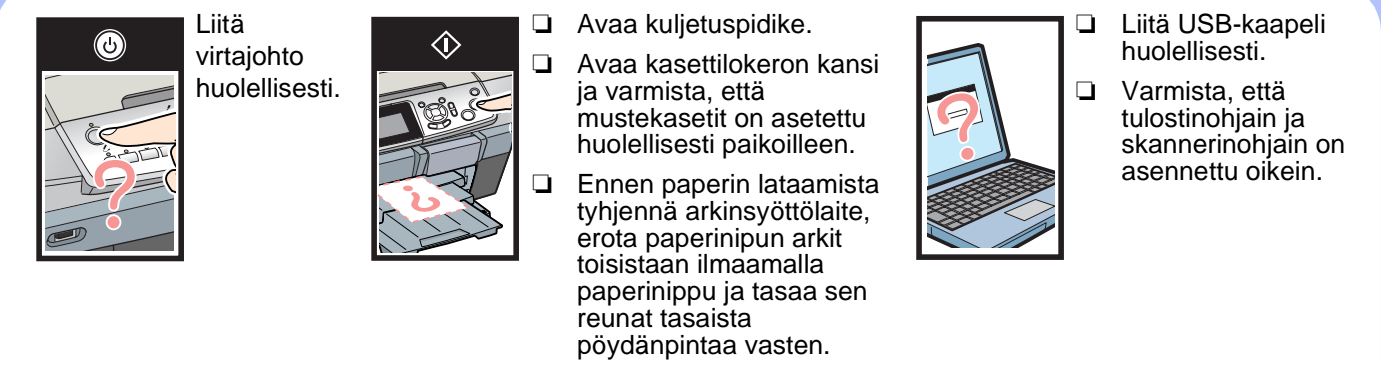 Liitä
virtajohto
huolellisesti.
❏ Avaa kuljetuspidike.
❏ Avaa kasettilokeron kansi
ja varmista, että
mustekasetit on asetettu
huolellisesti paikoilleen.
❏ Ennen paperin lataamista
tyhjennä arkinsyöttölaite,
erota paperinipun arkit
toisistaan ilmaamalla
paperinippu ja tasaa sen
reunat tasaista
pöydänpintaa vasten.
❏ Liitä USB-kaapeli
huolellisesti.
❏ Varmista, että
tulostinohjain ja
skannerinohjain on
asennettu oikein.